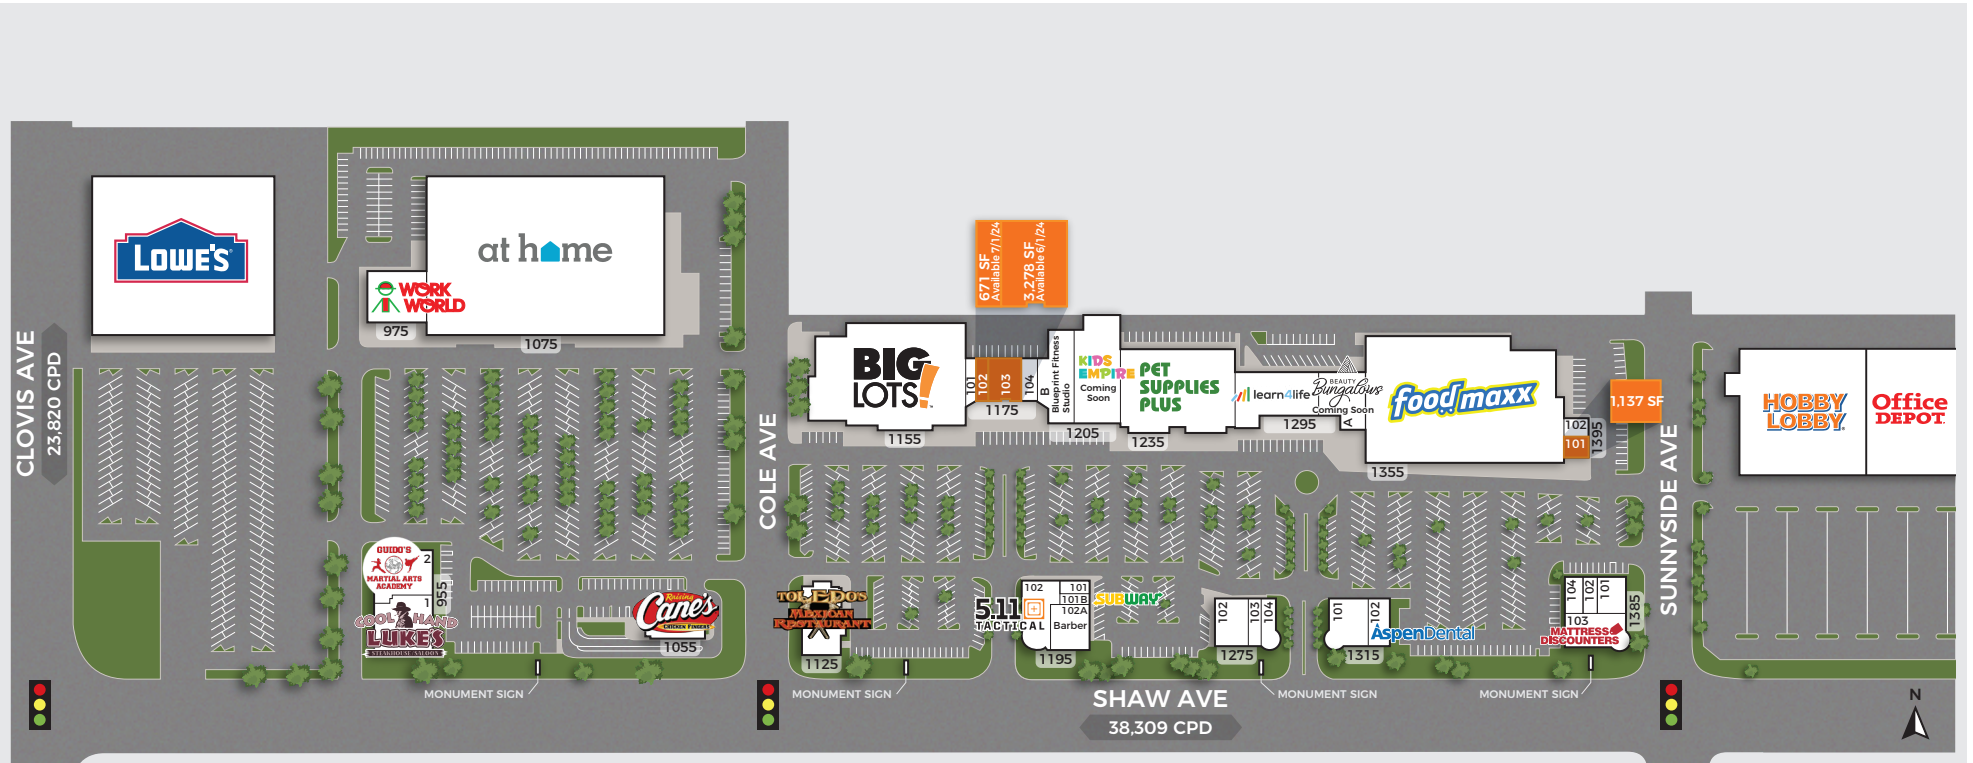 CLOVIS AVE
23,820 CPD
LOWE'S
at home
WORK
WORLD
975
1075
COLE AVE
671 SF
Available 7/1/24
3,278 SF
Available 6/1/24
BIG
LOTS!
1155
101
102
103
104
1175
B
Blueprint Fitness
Studio
KIDS
EMPIRE
Coming
Soon
1205
PET
SUPPLIES
PLUS
1235
learn4life
1295
BEAUTY
Bungalows
Coming Soon
A
foodmaxx
1355
102
101
1395
1,137 SF
SUNNYSIDE AVE
HOBBY
LOBBY
Office
DEPOT
GUIDO'S
MARTIAL ARTS
ACADEMY
2
1
955
COOL HAND
LUKE'S
STEAKHOUSE SALOON
Raising
Cane's
CHICKEN FINGERS
1055
TOLEDO'S
MEXICAN
RESTAURANT
1125
5.11
TACTICAL
102
101
101B
102A
Barber
1195
SUBWAY
102
103
104
1275
101
102
AspenDental
1315
104
102
101
103
MATTRESS
DISCOUNTERS
1385
MONUMENT SIGN
MONUMENT SIGN
MONUMENT SIGN
MONUMENT SIGN
SHAW AVE
38,309 CPD
N